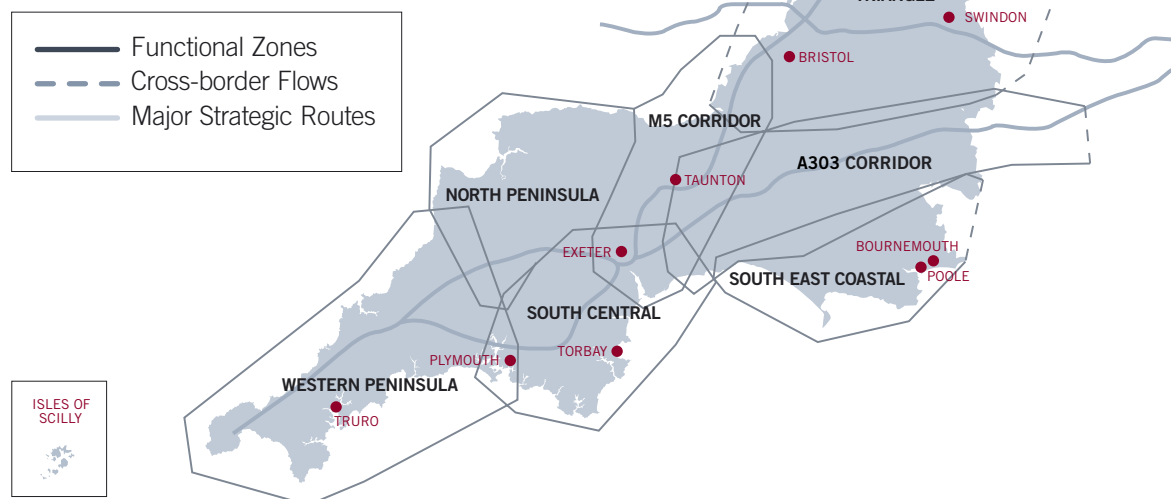 TRIANGLE
SWINDON
Functional Zones
Cross-border Flows
Major Strategic Routes
BRISTOL
M5 CORRIDOR
A303 CORRIDOR
TAUNTON
NORTH PENINSULA
EXETER
BOURNEMOUTH
POOLE
SOUTH EAST COASTAL
SOUTH CENTRAL
TORBAY
PLYMOUTH
WESTERN PENINSULA
TRURO
ISLES OF
SCILLY